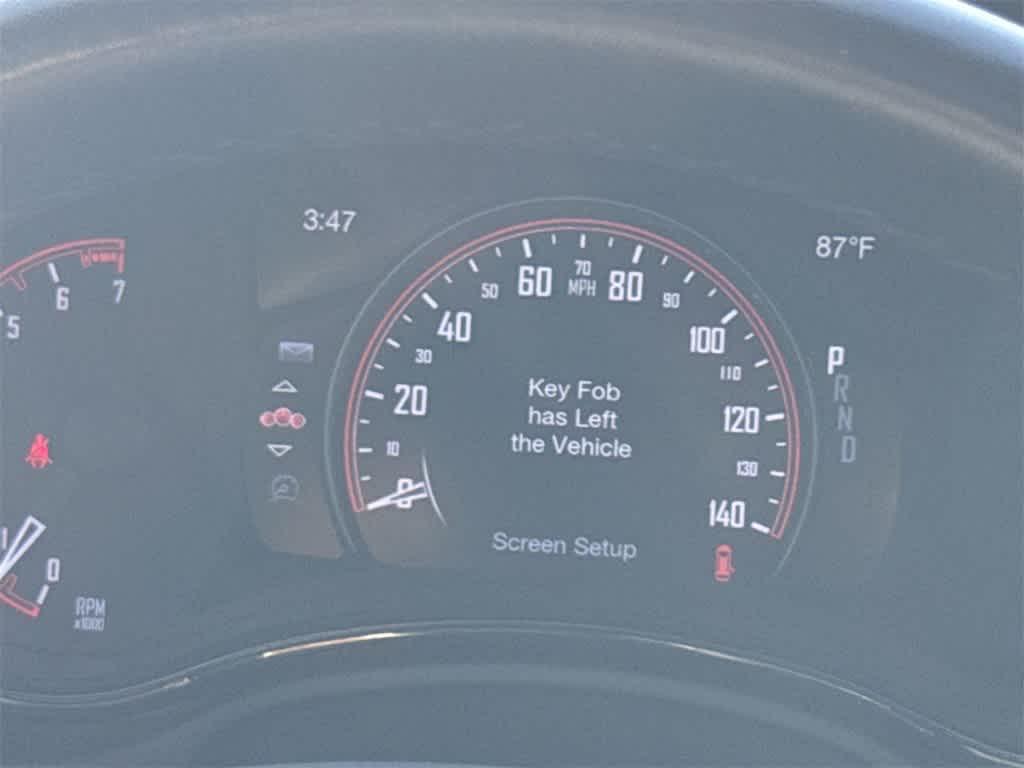 3:47
87°F
5
6
7
1
0
RPM
x1000
0
10
20
30
40
50
60
70
MPH
80
90
100
110
120
130
140
Key Fob
has Left
the Vehicle
Screen Setup
P
R
N
D